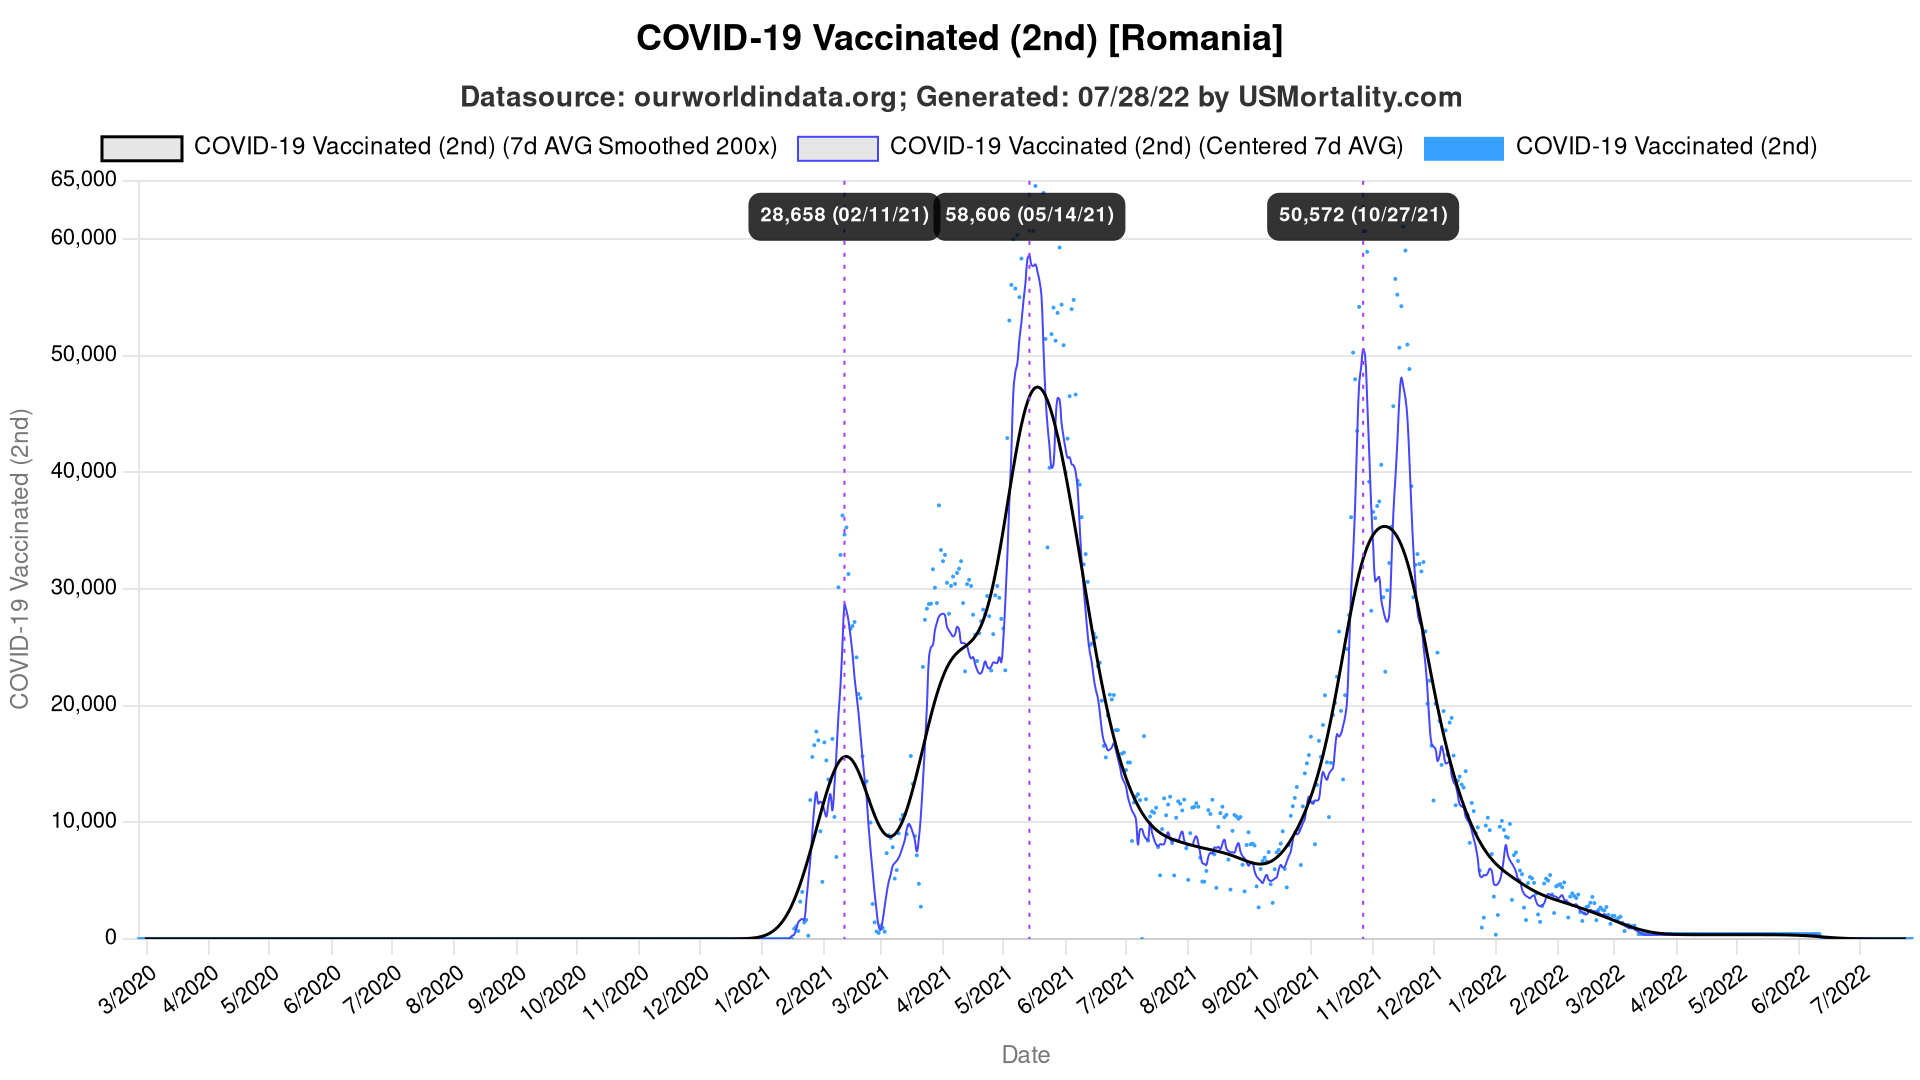 COVID-19 Vaccinated (2nd) [Romania]
Datasource: ourworldindata.org; Generated: 07/28/22 by USMortality.com
COVID-19 Vaccinated (2nd) (7d AVG Smoothed 200x) COVID-19 Vaccinated (2nd) (Centered 7d AVG) COVID-19 Vaccinated (2nd)
65,000
28,658 (02/11/21) 58,606 (05/14/21) 50,572 (10/27/21)
60,000
50,000
40,000
30,000
20,000
10,000
0
COVID-19 Vaccinated (2nd)
3/2020 4/2020 5/2020 6/2020 7/2020 8/2020 9/2020 10/2020 11/2020 12/2020 1/2021 2/2021 3/2021 4/2021 5/2021 6/2021 7/2021 8/2021 9/2021 10/2021 11/2021 12/2021 1/2022 2/2022 3/2022 4/2022 5/2022 6/2022 7/2022
Date